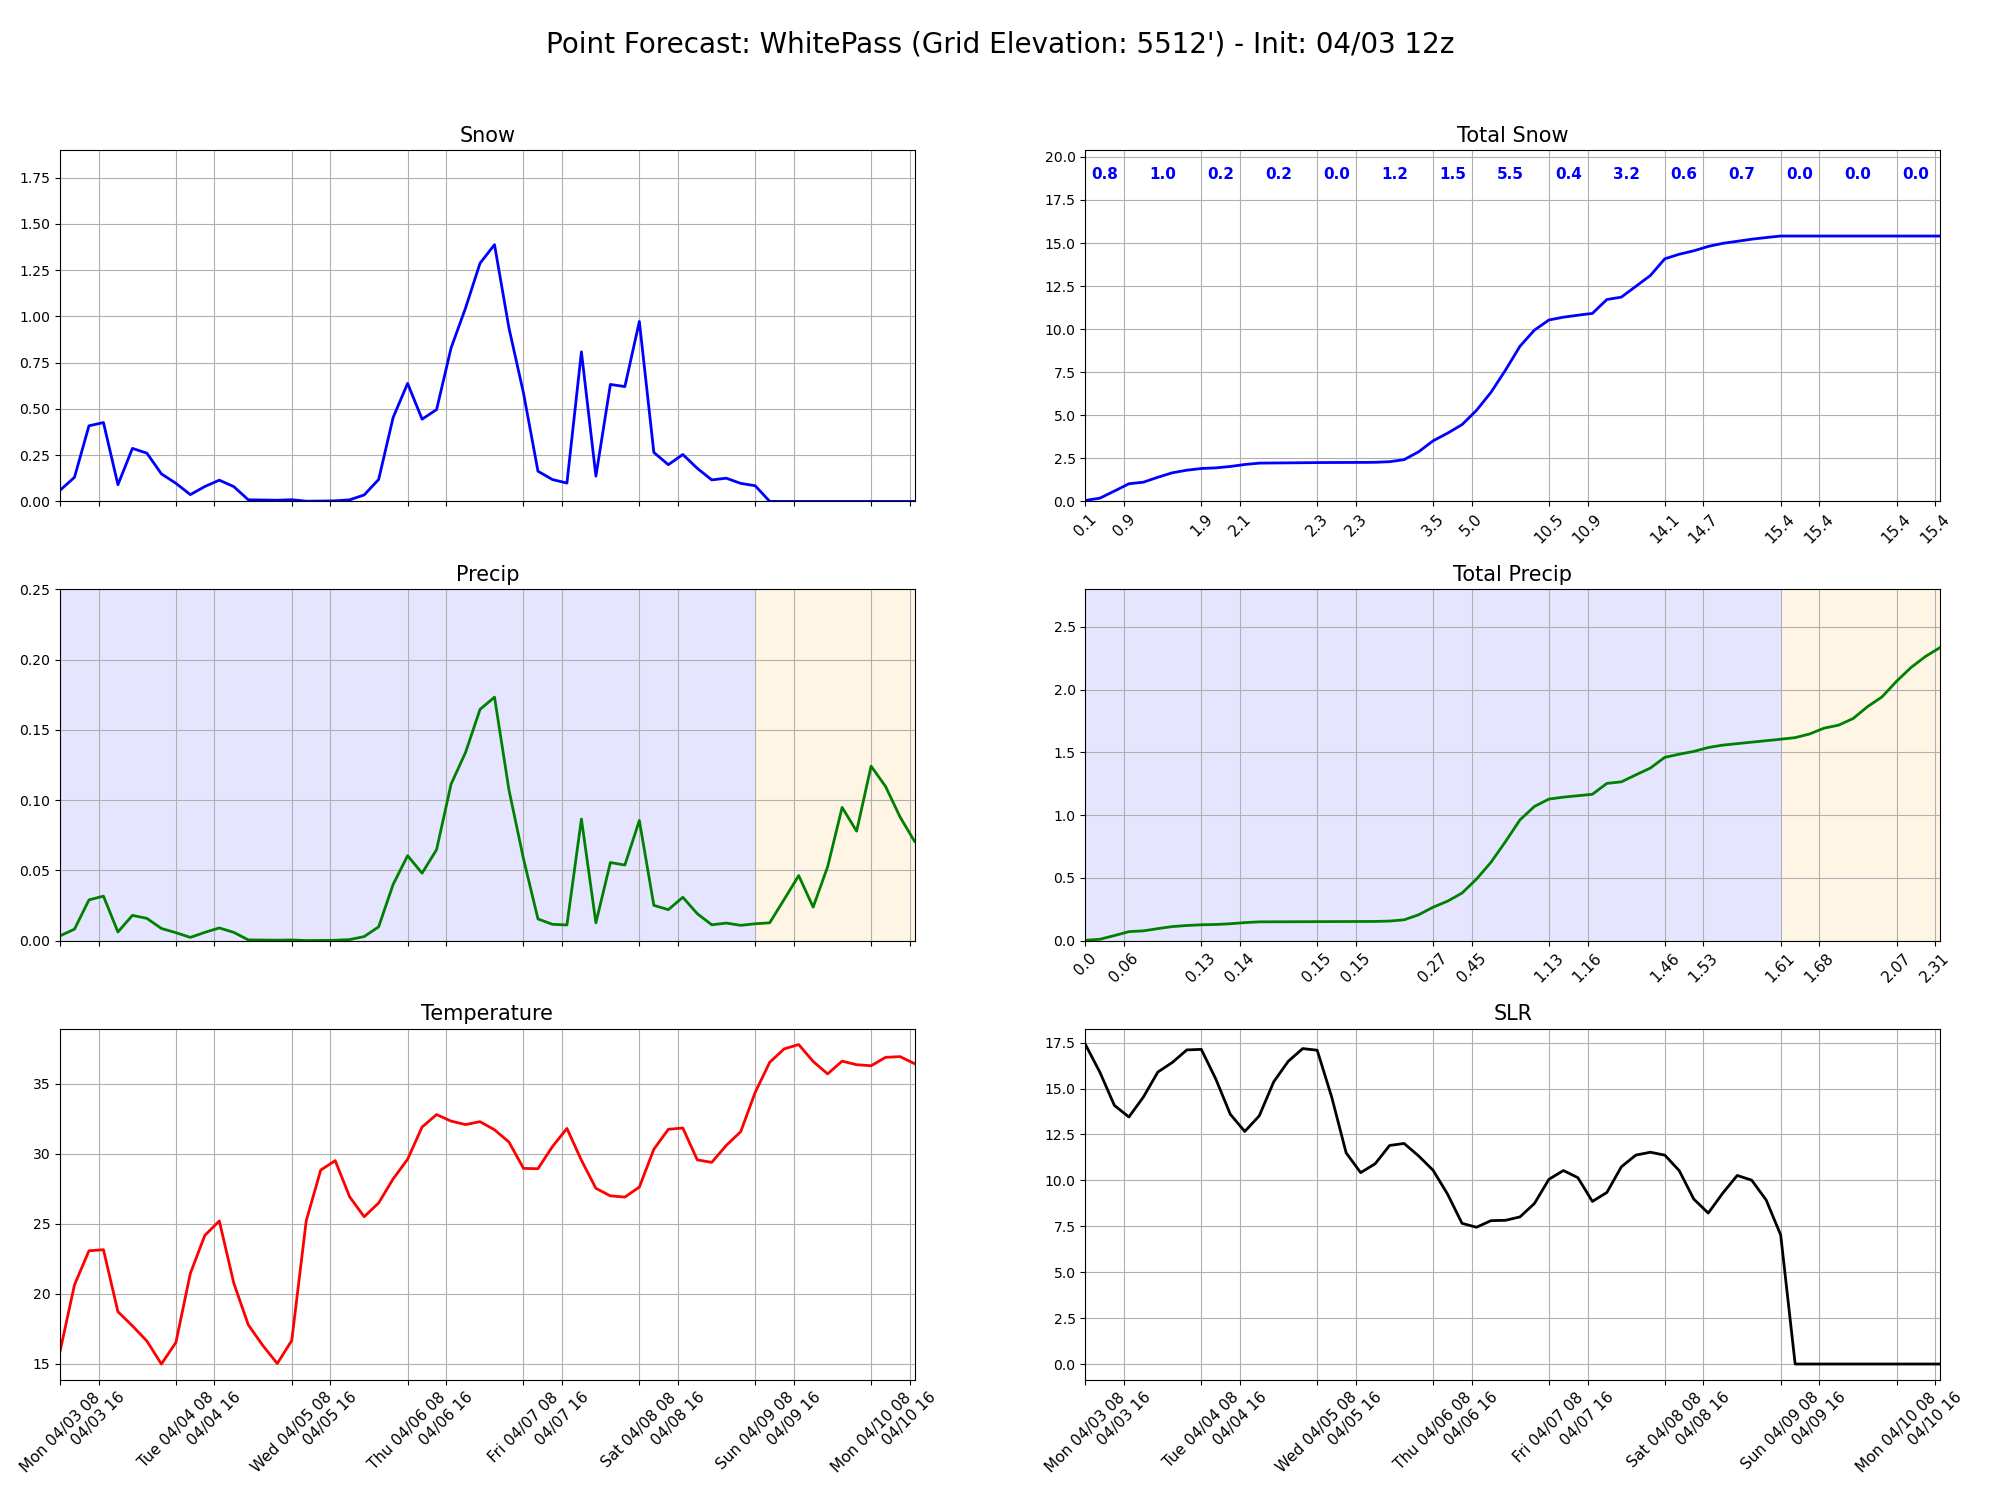 Point Forecast: WhitePass (Grid Elevation: 5512') - Init: 04/03 12z
Snow
1.75
1.50
1.25
1.00
0.75
0.50
0.25
0.00
Total Snow
20.0
17.5
15.0
12.5
10.0
7.5
5.0
2.5
0.0
0.8 1.0 0.2 0.2 0.0 1.2 1.5 5.5 0.4 3.2 0.6 0.7 0.0 0.0 0.0
0.1 0.9 1.9 2.1 2.3 2.3 3.5 5.0 10.5 10.9 14.1 14.7 15.4 15.4 15.4 15.4
Precip
0.25
0.20
0.15
0.10
0.05
0.00
Total Precip
2.5
2.0
1.5
1.0
0.5
0.0
0.0 0.06 0.13 0.14 0.15 0.15 0.27 0.45 1.13 1.16 1.46 1.53 1.61 1.68 2.07 2.31
Temperature
35
30
25
20
15
Mon 04/03 08
04/03 16
Tue 04/04 08
04/04 16
Wed 04/05 08
04/05 16
Thu 04/06 08
04/06 16
Fri 04/07 08
04/07 16
Sat 04/08 08
04/08 16
Sun 04/09 08
04/09 16
Mon 04/10 08
04/10 16
SLR
17.5
15.0
12.5
10.0
7.5
5.0
2.5
0.0
Mon 04/03 08
04/03 16
Tue 04/04 08
04/04 16
Wed 04/05 08
04/05 16
Thu 04/06 08
04/06 16
Fri 04/07 08
04/07 16
Sat 04/08 08
04/08 16
Sun 04/09 08
04/09 16
Mon 04/10 08
04/10 16